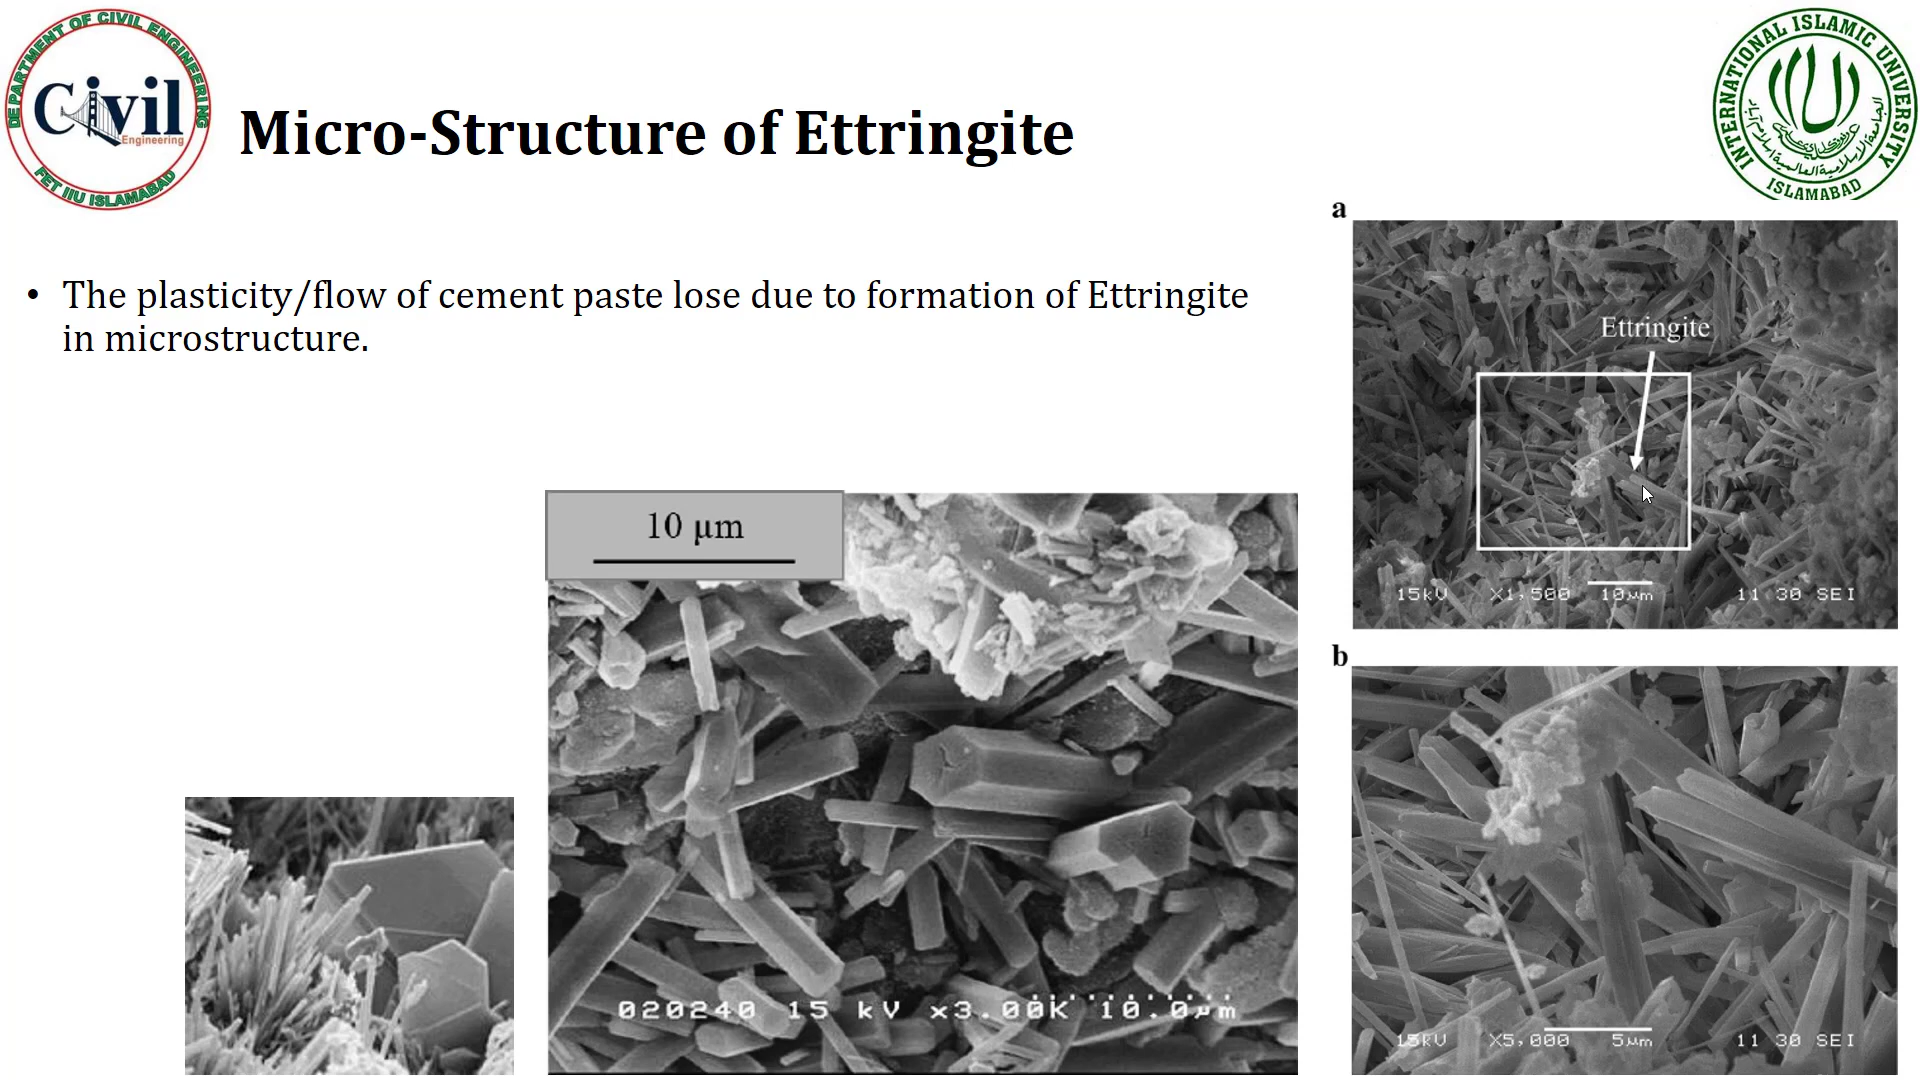 DEPARTMENT OF CIVIL ENGINEERING
Civil
Engineering
FET IIU ISLAMABAD
Micro-Structure of Ettringite
INTERNATIONAL ISLAMIC UNIVERSITY
ISLAMABAD
• The plasticity/flow of cement paste lose due to formation of Ettringite
in microstructure.
a
Ettringite
15kV X1,500 10µm 11 30 SEI
10 µm
020240 15 kV x3.00K 10.0µm
b
15kV X5,000 5µm 11 30 SEI